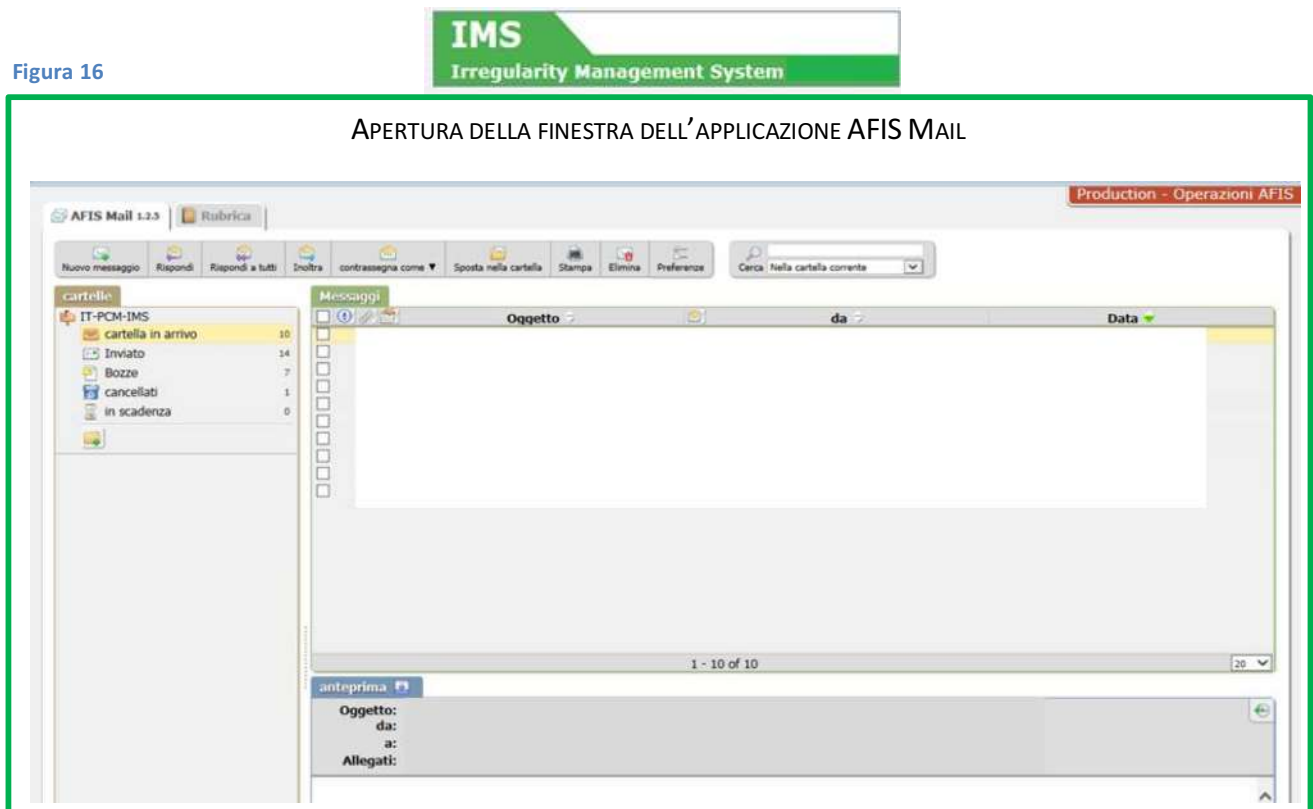 IMS
Irregularity Management System
Figura 16
APERTURA DELLA FINESTRA DELL'APPLICAZIONE AFIS MAIL
Production - Operazioni AFIS
AFIS Mail 1.2.3 Rubrica
Nuovo messaggio Rispondi Rispondi a tutti Inoltra contrassegna come ▼ Sposta nella cartella Stampa Elimina Preferenze Cerca Nella cartella corrente
cartelle
Messaggi
IT-PCM-IMS
Oggetto da Data
cartella in arrivo 10
Inviato 14
Bozze 7
cancellati 1
in scadenza 0
1 - 10 of 10 20
anteprima
Oggetto:
da:
a:
Allegati: